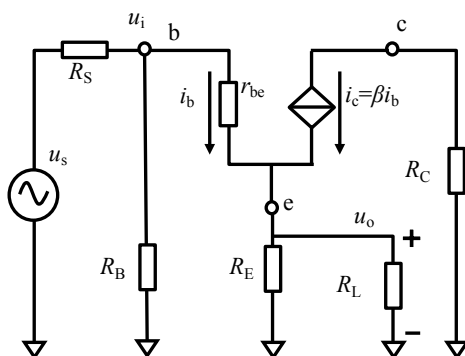 u_i
b
c
R_S
i_b
r_be
i_c=βi_b
u_s
R_C
e
u_o
+
R_B
R_E
R_L
−